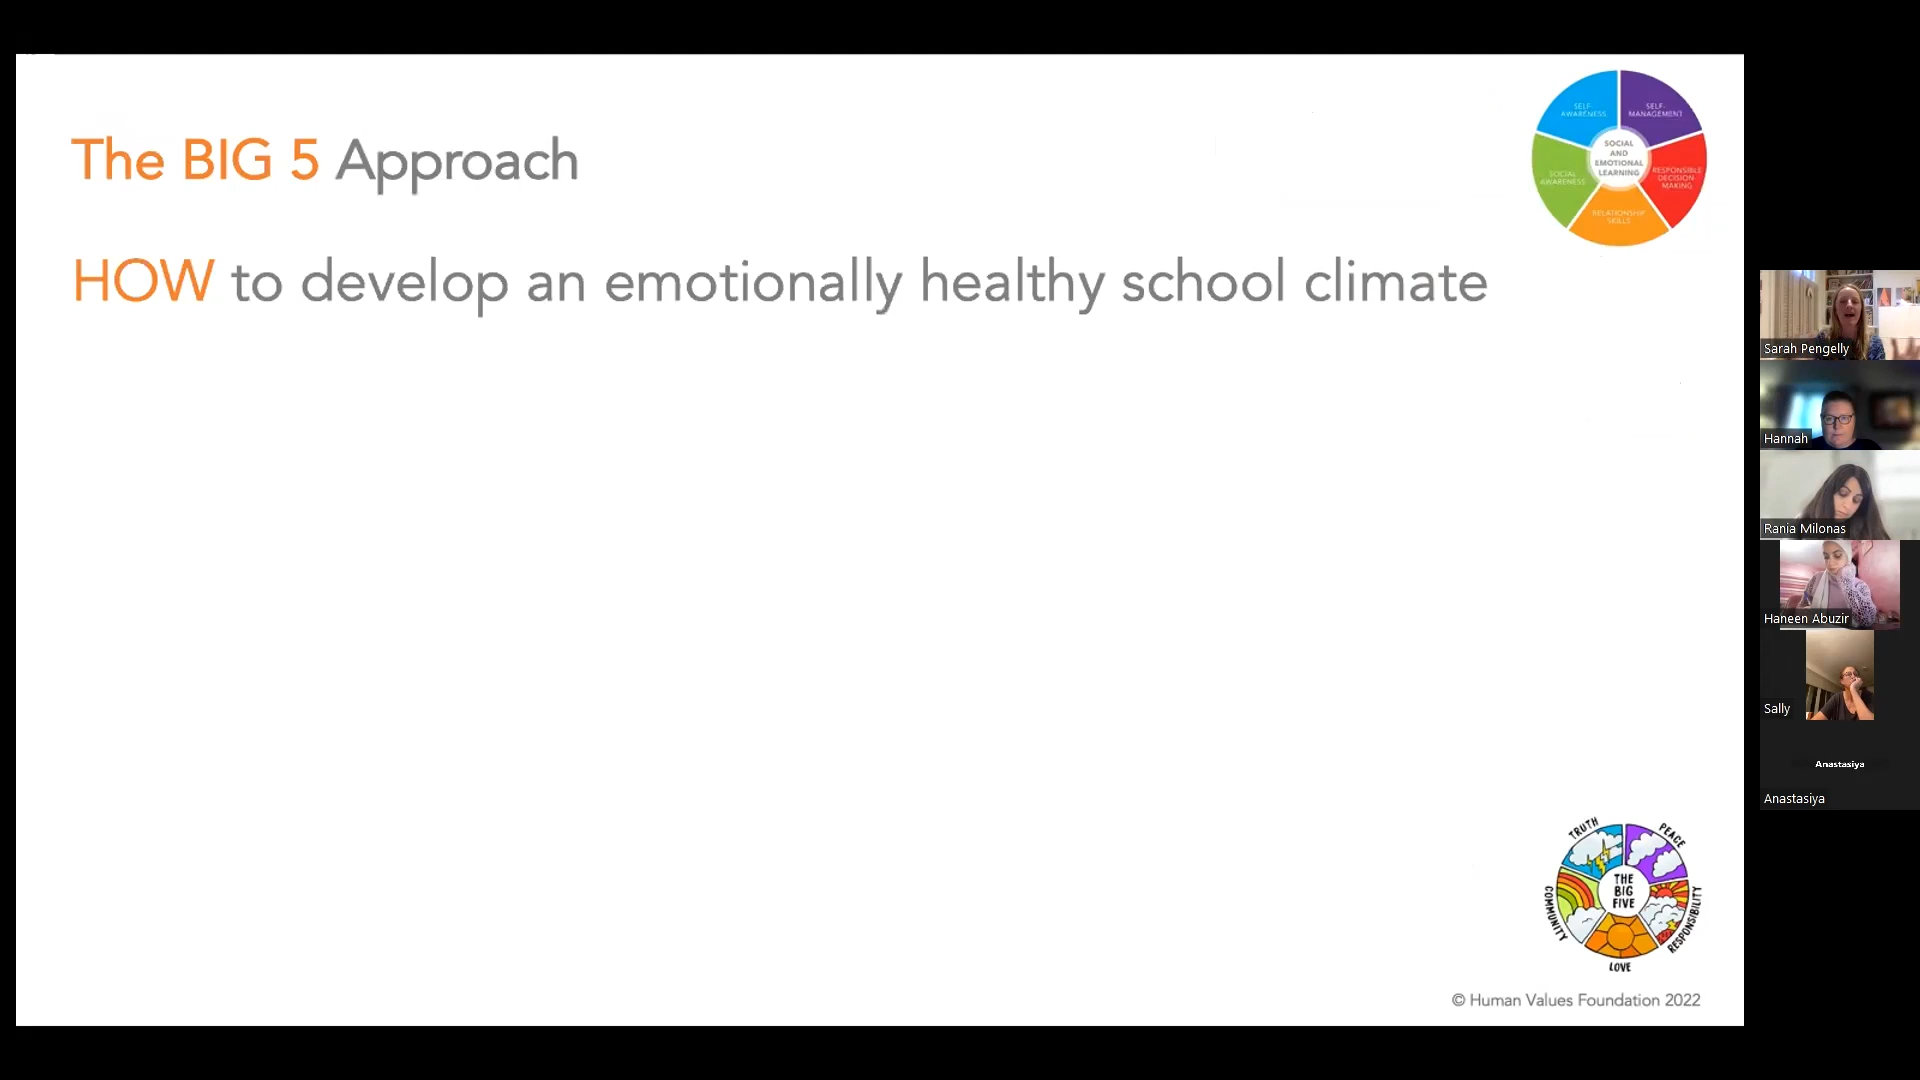 The BIG 5 Approach
HOW to develop an emotionally healthy school climate
SELF-
AWARENESS
SELF-
MANAGEMENT
SOCIAL
AND
EMOTIONAL
LEARNING
SOCIAL
AWARENESS
RESPONSIBLE
DECISION-
MAKING
RELATIONSHIP
SKILLS
Sarah Pengelly
Hannah
Rania Milonas
Haneen Abuzir
Sally
Anastasiya
Anastasiya
TRUTH
PEACE
THE
BIG
FIVE
COMMUNITY
RESPONSIBILITY
LOVE
© Human Values Foundation 2022